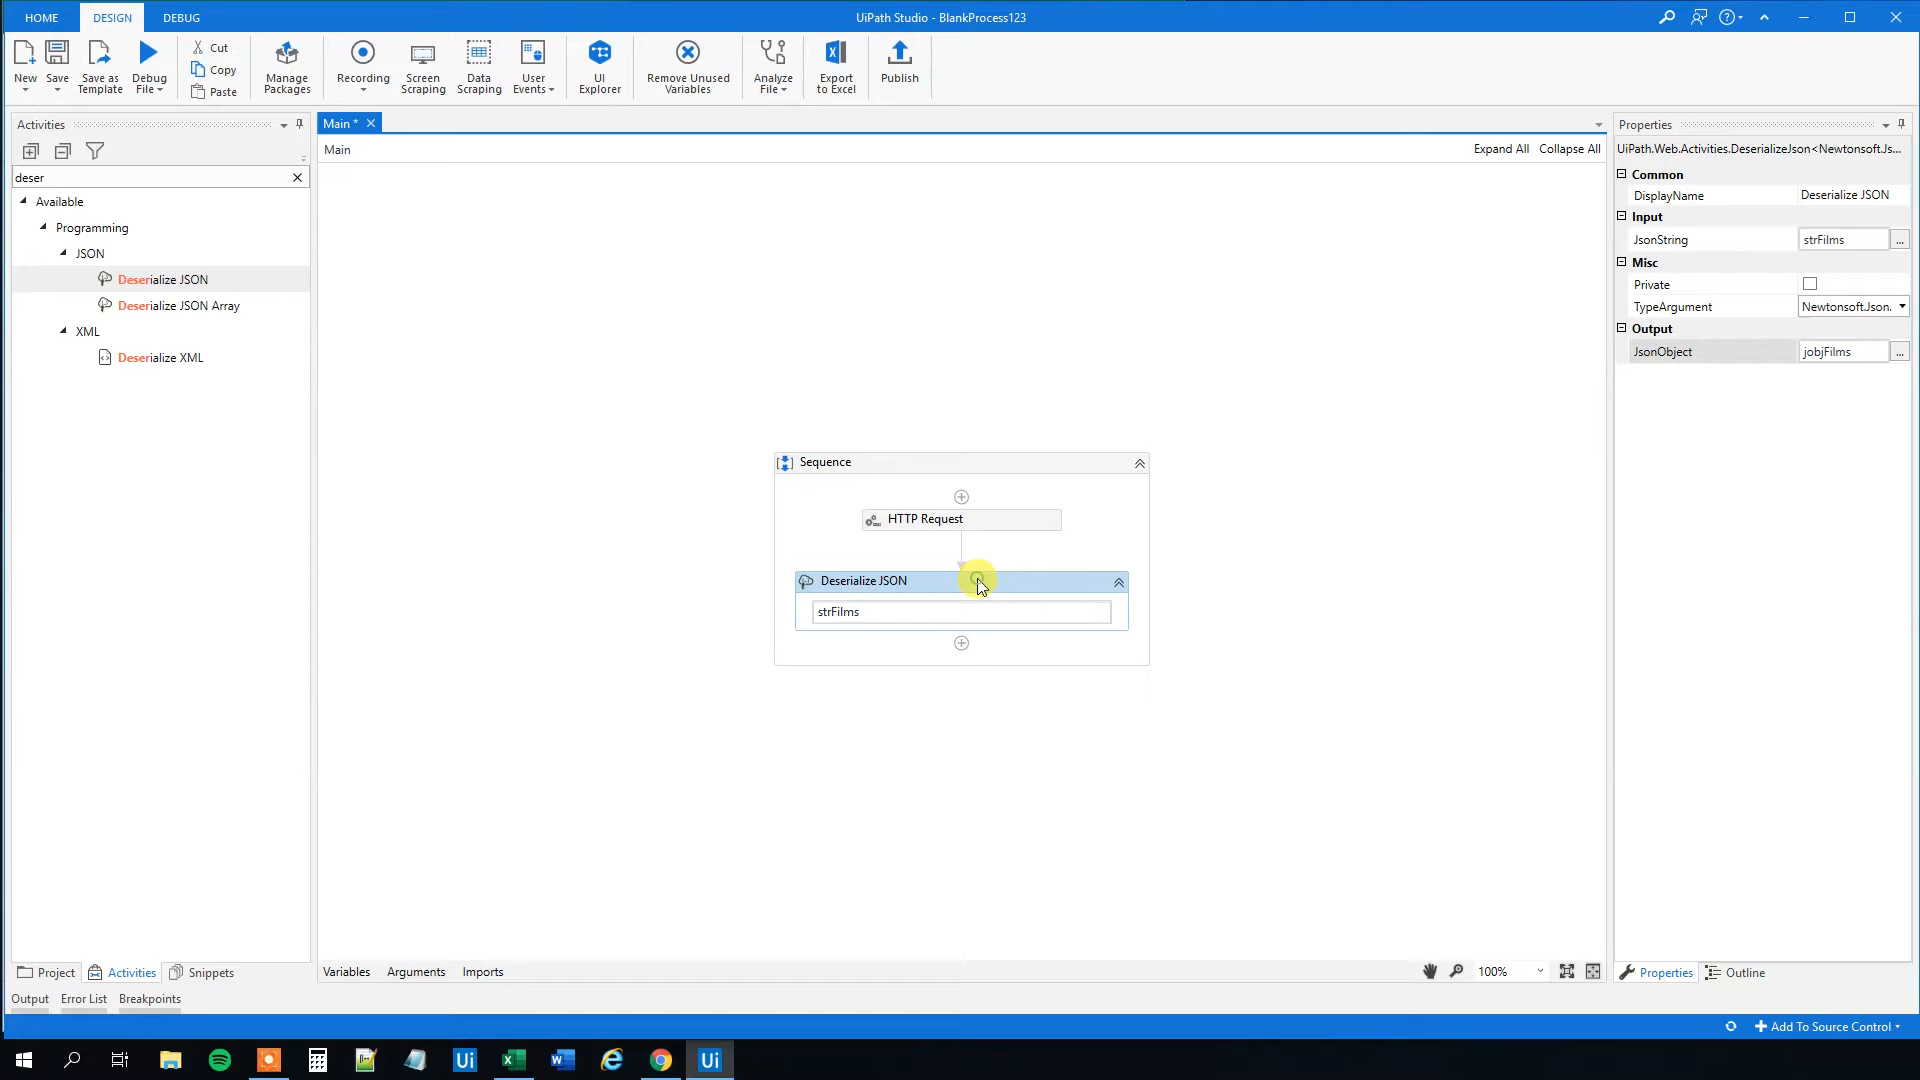 HOME DESIGN DEBUG UiPath Studio - BlankProcess123
New Save Save as Template Debug File Cut Copy Paste Manage Packages Recording Screen Scraping Data Scraping User Events UI Explorer Remove Unused Variables Analyze File Export to Excel Publish
Activities
deser
Available
Programming
JSON
Deserialize JSON
Deserialize JSON Array
XML
Deserialize XML
Main *
Main Expand All Collapse All
Sequence
HTTP Request
Deserialize JSON
strFilms
Properties
UiPath.Web.Activities.DeserializeJson<Newtonsoft.Js...
Common
DisplayName Deserialize JSON
Input
JsonString strFilms ...
Misc
Private
TypeArgument Newtonsoft.Json.
Output
JsonObject jobjFilms ...
Project Activities Snippets Variables Arguments Imports 100% Properties Outline
Output Error List Breakpoints
Add To Source Control
Ui Ui